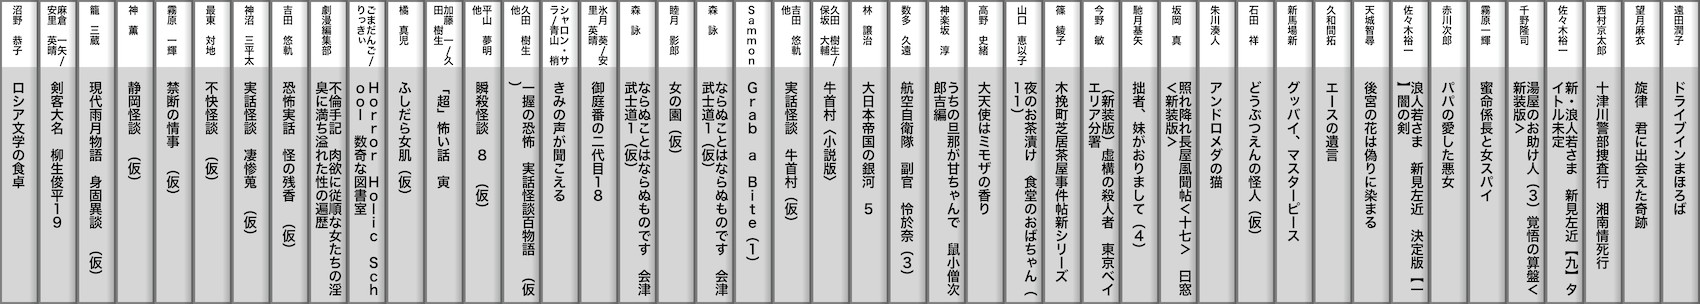 遠田潤子
ドライブインまほろば
望月麻衣
旋律　君に出会えた奇跡
西村京太郎
十津川警部捜査行　湘南情死行
佐々木裕一
新・浪人若さま　新見左近【九】タ
イトル未定
千野隆司
湯屋のお助け人（３）覚悟の算盤＜
新装版＞
霧原一輝
蜜命係長と女スパイ
赤川次郎
パパの愛した悪女
佐々木裕一
浪人若さま　新見左近　決定版【一
】闇の剣
天城智尋
後宮の花は偽りに染まる
久和間拓
エースの遺言
新馬場新
グッバイ、マスターピース
石田　祥
どうぶつえんの怪人（仮）
朱川湊人
アンドロメダの猫
坂岡　真
照れ降れ長屋風聞帖＜十七＞　日窓
＜新装版＞
馳月基矢
拙者、妹がおりまして（４）
今野　敏
（新装版）虚構の殺人者　東京ベイ
エリア分署
篠　綾子
木挽町芝居茶屋事件帖新シリーズ
山口　恵以子
夜のお茶漬け　食堂のおばちゃん（
１１）
高野　史緒
大天使はミモザの香り
神楽坂　淳
うちの旦那が甘ちゃんで　鼠小僧次
郎吉編
数多　久遠
航空自衛隊　副官　怜於奈（３）
林　譲治
大日本帝国の銀河　５
久田　樹生/
保坂　大輔
牛首村〈小説版〉
吉田　悠軌
他
実話怪談　牛首村（仮）
Ｓａｍｍｏｎ
Ｇｒａｂ　ａ　Ｂｉｔｅ（１）
森　詠
ならぬことはならぬものです　会津
武士道１（仮）
睦月　影郎
女の園（仮）
森　詠
ならぬことはならぬものです　会津
武士道１（仮）
氷月　葵/安
里　英晴
御庭番の二代目１８
シャロン・サ
ラ/青山　梢
きみの声が聞こえる
久田　樹生
他
一握の恐怖　実話怪談百物語　（仮
）
平山　夢明
他
瞬殺怪談　８　（仮）
加藤　一/久
田　樹生
「超」怖い話　寅
橘　真児
ふしだら女肌（仮）
ごまだんご/
りっきぃ
Ｈｏｒｒｏｒ　Ｈｏｌｉｃ　Ｓｃｈ
ｏｏｌ　数奇な図書室
劇漫編集部
不倫手記　肉欲に従順な女たちの淫
臭に満ち溢れた性の遍歴
吉田　悠軌
恐怖実話　怪の残香　（仮）
神沼　三平太
実話怪談　凄惨蒐　（仮）
最東　対地
不快怪談　（仮）
霧原　一輝
禁断の情事　（仮）
神　薫
静岡怪談　（仮）
籠　三蔵
現代雨月物語　身固異談　（仮）
麻倉　一矢/
安里　英晴
剣客大名　柳生俊平１９
沼野　恭子
ロシア文学の食卓